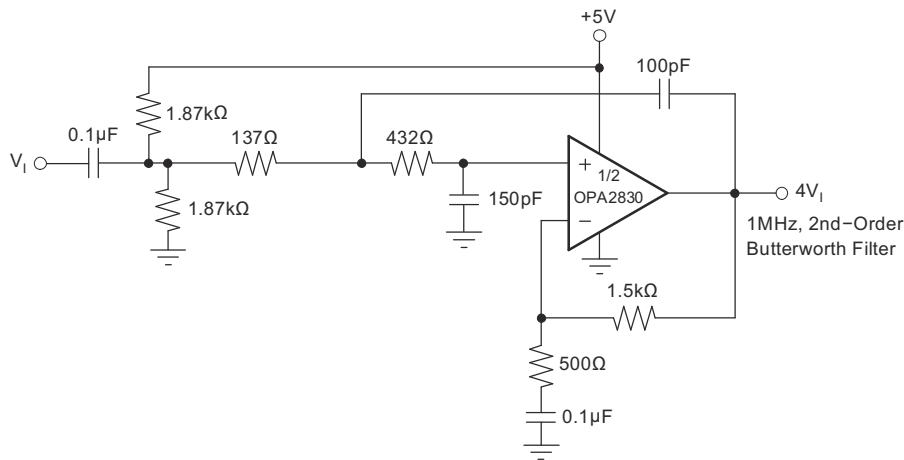 +5V
100pF
1.87kΩ
0.1µF
137Ω
432Ω
V_I
+
1/2
OPA2830
−
150pF
1.87kΩ
4V_I
1MHz, 2nd−Order
Butterworth Filter
1.5kΩ
500Ω
0.1µF